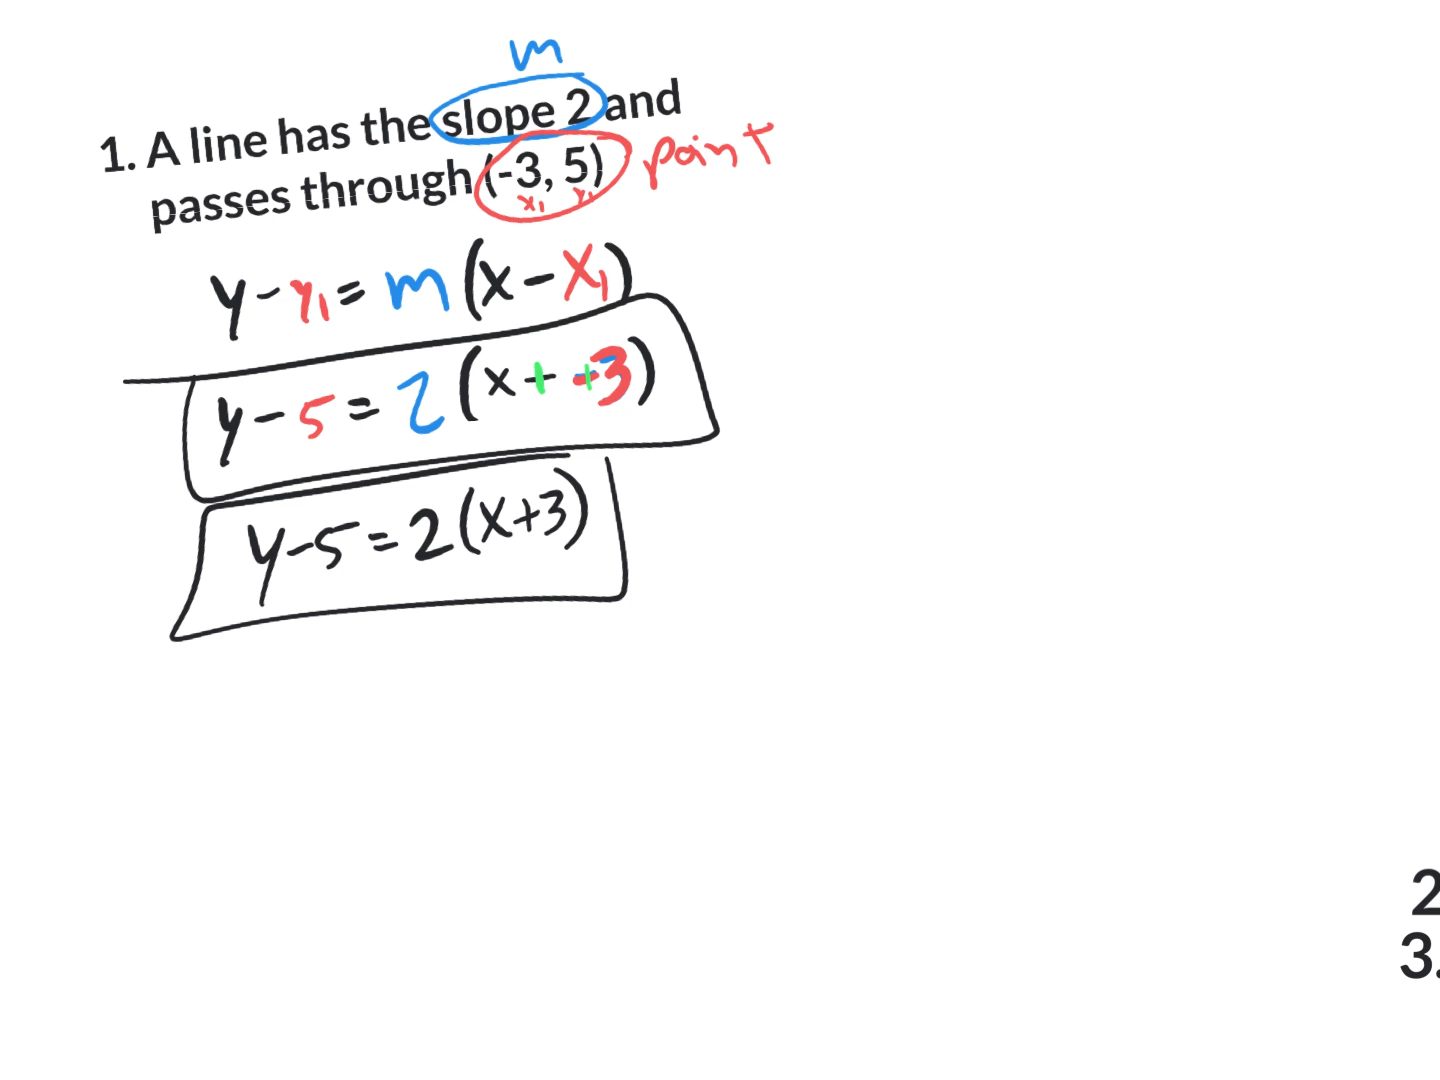 m
1. A line has the slope 2 and
passes through (-3, 5) point
x₁ y₁
y - y₁ = m (x - x₁)
y - 5 = 2 (x + +3)
y - 5 = 2 (x + 3)
2
3.